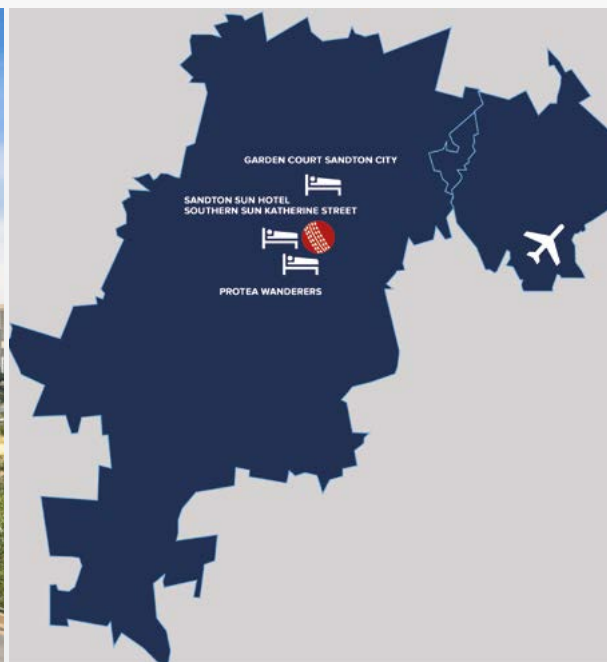 GARDEN COURT SANDTON CITY
SANDTON SUN HOTEL
SOUTHERN SUN KATHERINE STREET
PROTEA WANDERERS